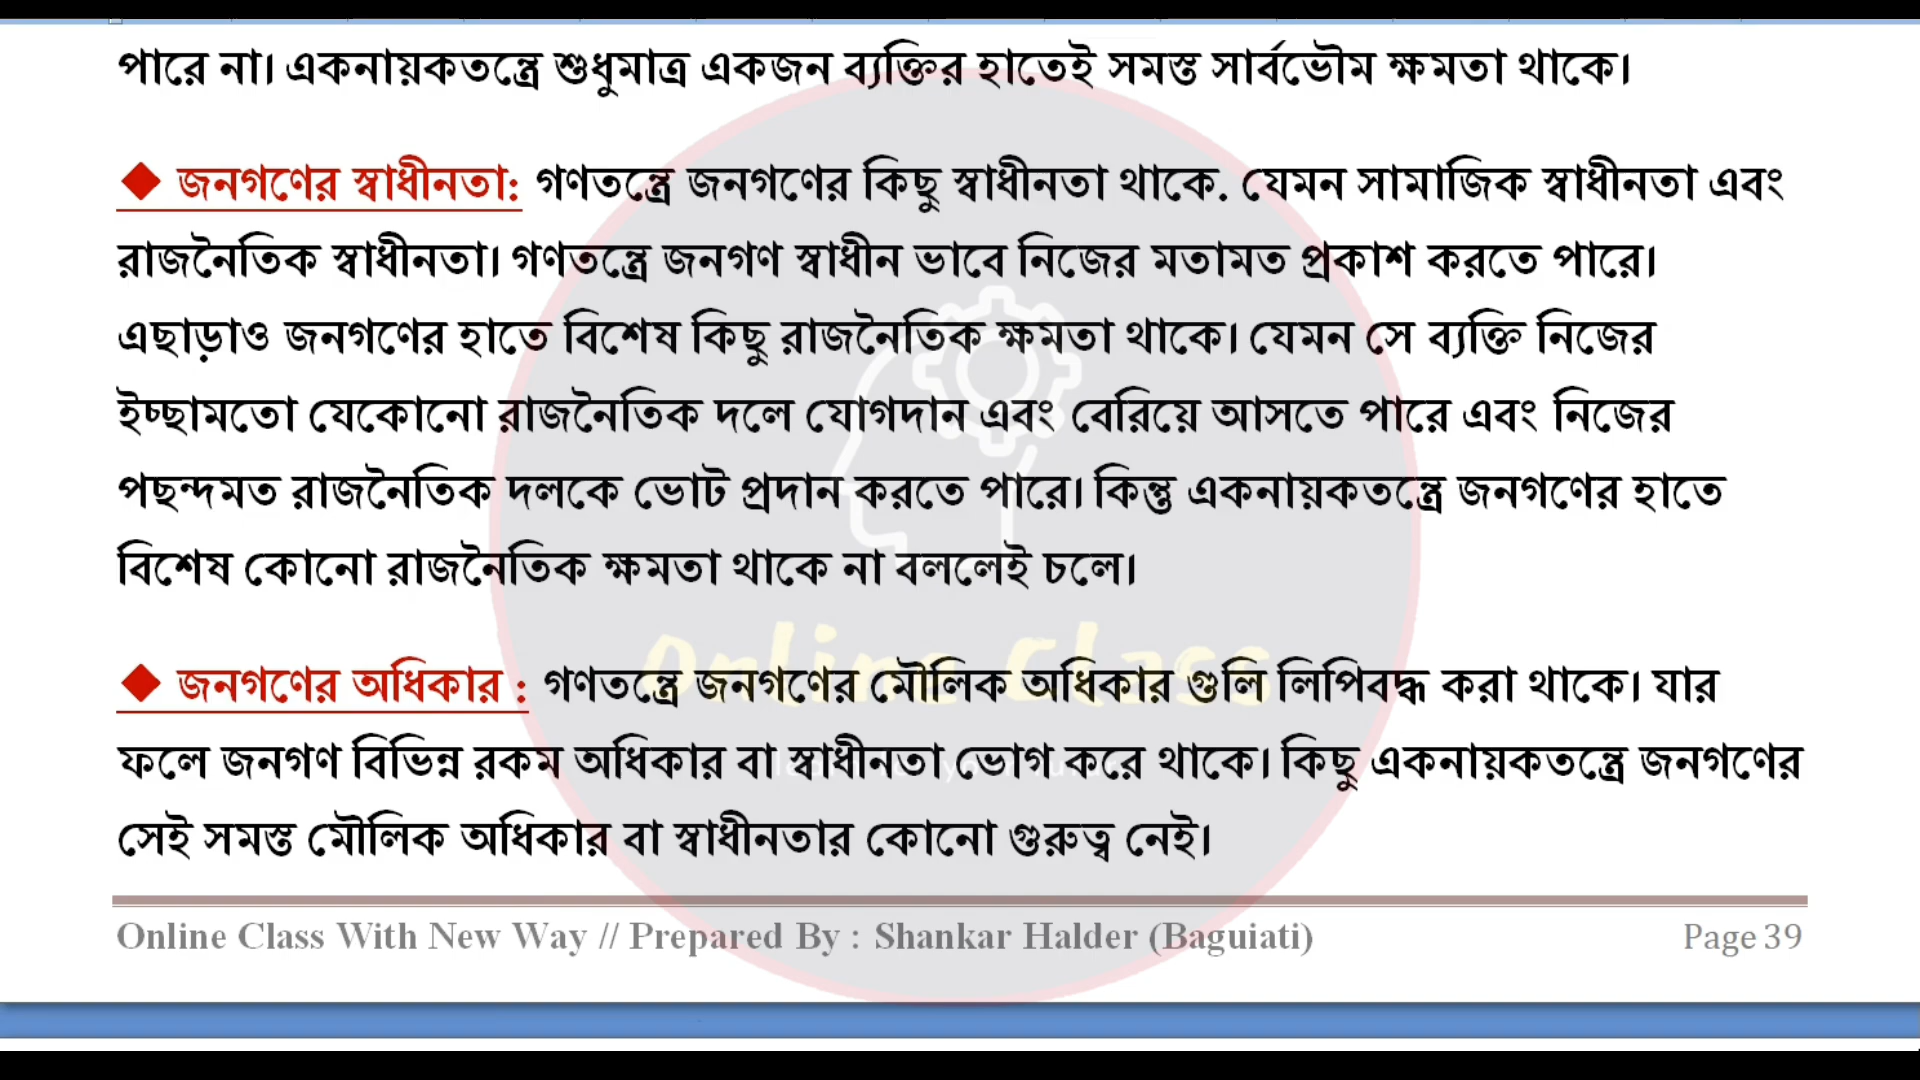 পারে না। একনায়কতন্ত্রে শুধুমাত্র একজন ব্যক্তির হাতেই সমস্ত সার্বভৌম ক্ষমতা থাকে।
◆ জনগণের স্বাধীনতা: গণতন্ত্রে জনগণের কিছু স্বাধীনতা থাকে. যেমন সামাজিক স্বাধীনতা এবং
রাজনৈতিক স্বাধীনতা। গণতন্ত্রে জনগণ স্বাধীন ভাবে নিজের মতামত প্রকাশ করতে পারে।
এছাড়াও জনগণের হাতে বিশেষ কিছু রাজনৈতিক ক্ষমতা থাকে। যেমন সে ব্যক্তি নিজের
ইচ্ছামতো যেকোনো রাজনৈতিক দলে যোগদান এবং বেরিয়ে আসতে পারে এবং নিজের
পছন্দমত রাজনৈতিক দলকে ভোট প্রদান করতে পারে। কিন্তু একনায়কতন্ত্রে জনগণের হাতে
বিশেষ কোনো রাজনৈতিক ক্ষমতা থাকে না বললেই চলে।
Online Class
◆ জনগণের অধিকার : গণতন্ত্রে জনগণের মৌলিক অধিকার গুলি লিপিবদ্ধ করা থাকে। যার
ফলে জনগণ বিভিন্ন রকম অধিকার বা স্বাধীনতা ভোগ করে থাকে। কিছু একনায়কতন্ত্রে জনগণের
সেই সমস্ত মৌলিক অধিকার বা স্বাধীনতার কোনো গুরুত্ব নেই।
Online Class With New Way // Prepared By : Shankar Halder (Baguiati) Page 39